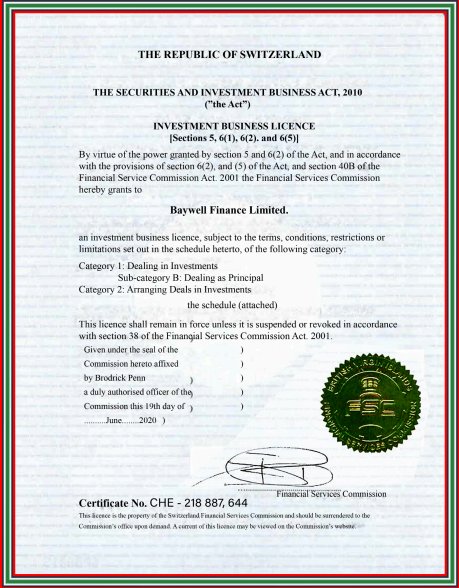 THE REPUBLIC OF SWITZERLAND
THE SECURITIES AND INVESTMENT BUSINESS ACT, 2010
("the Act")
INVESTMENT BUSINESS LICENCE
[Sections 5, 6(1), 6(2). and 6(5)]
By virtue of the power granted by section 5 and 6(2) of the Act, and in accordance
with the provisions of section 6(2), and (5) of the Act, and section 40B of the
Financial Service Commission Act. 2001 the Financial Services Commission
hereby grants to
Baywell Finance Limited.
an investment business licence, subject to the terms, conditions, restrictions or
limitations set out in the schedule heterto, of the following category:
Category 1: Dealing in Investments
Sub-category B: Dealing as Principal
Category 2: Arranging Deals in Investments
the schedule (attached)
This licence shall remain in force unless it is suspended or revoked in accordance
with section 38 of the Financial Services Commission Act. 2001.
Given under the seal of the )
Commission hereto affixed )
by Brodrick Penn ) )
a duly authorised officer of the) )
Commission this 19th day of ) )
..........June........2020 )
FSC
Financial Services Commission
Certificate No. CHE - 218 887, 644
This licence is the property of the Switzerland Financial Services Commission and should be surrendered to the
Commision's office upon demand. A current of this licence may be viewed on the Commission's website